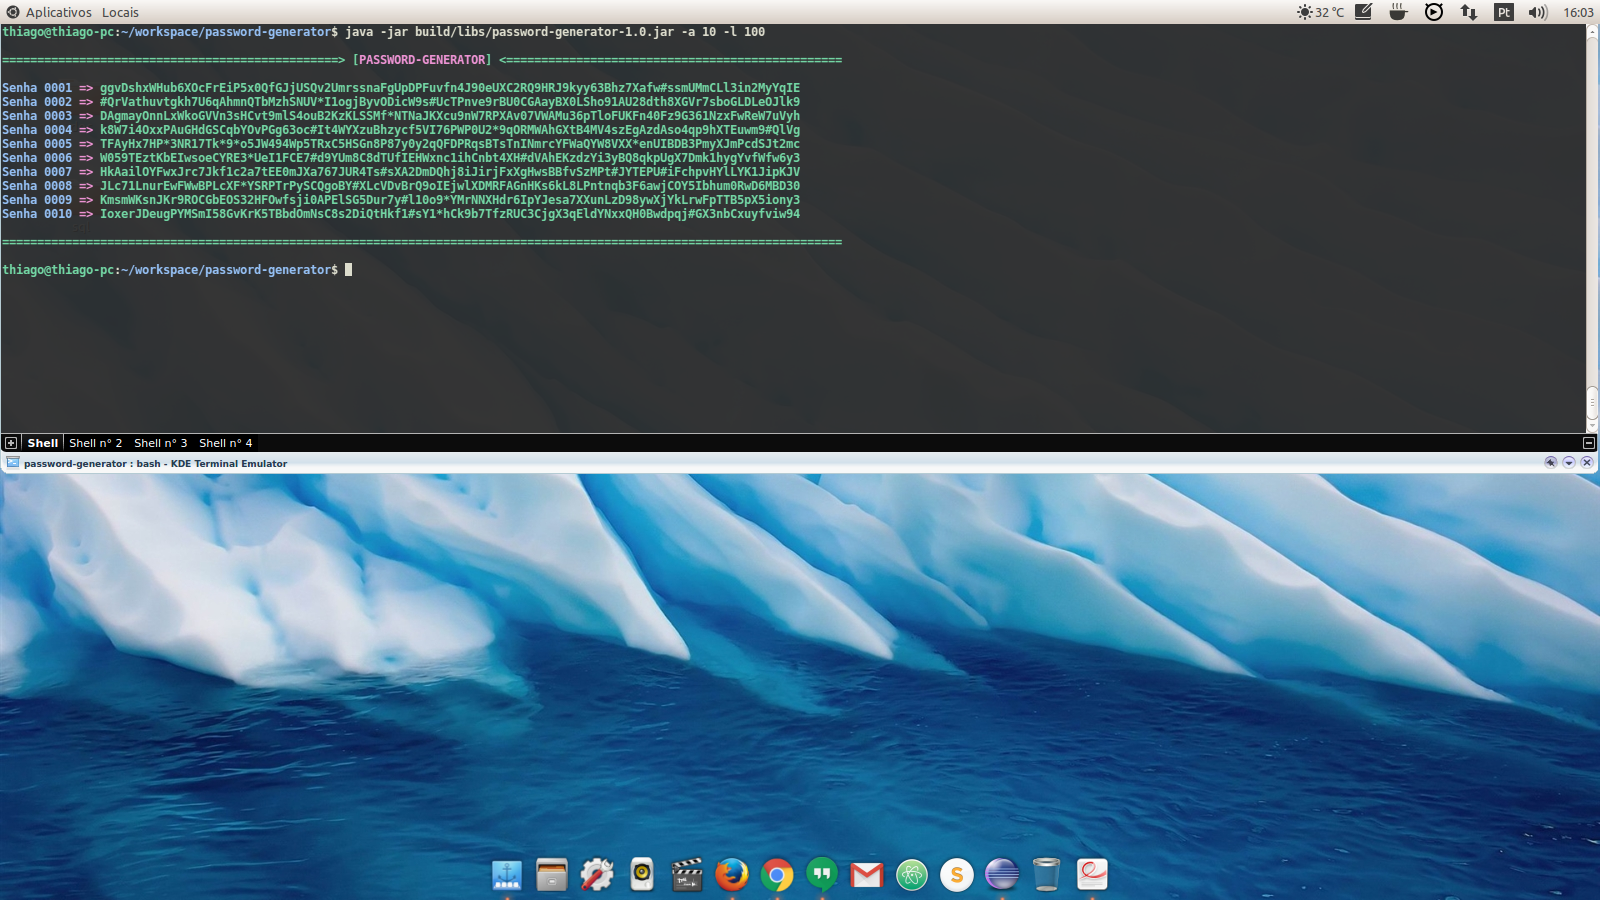 Aplicativos Locais 32 °C Pt 16:03
thiago@thiago-pc:~/workspace/password-generator$ java -jar build/libs/password-generator-1.0.jar -a 10 -l 100
================================================> [PASSWORD-GENERATOR] <================================================
Senha 0001 => ggvDshxWHub6XOcFrEiP5x0QfGJjUSQv2UmrssnaFgUpDPFuvfn4J90eUXC2RQ9HRJ9kyy63Bhz7Xafw#ssmUMmCLl3in2MyYqIE
Senha 0002 => #QrVathuvtgkh7U6qAhmnQTbMzhSNUV*I1ogjByvODicW9s#UcTPnve9rBU0CGAayBX0LSho91AU28dth8XGVr7sboGLDLeOJlk9
Senha 0003 => DAgmayOnnLxWkoGVVn3sHCvt9mlS4ouB2KzKLSSMf*NTNaJKXcu9nW7RPXAv07VWAMu36pTloFUKFn40Fz9G361NzxFwReW7uVyh
Senha 0004 => k8W7i4OxxPAuGHdGSCqbYOvPGg63oc#It4WYXzuBhzycf5VI76PWP0U2*9qORMWAhGXtB4MV4szEgAzdAso4qp9hXTEuwm9#QlVg
Senha 0005 => TFAyHx7HP*3NR17Tk*9*o5JW494Wp5TRxC5HSGn8P87y0y2qQFDPRqsBTsTnINmrcYFWaQYW8VXX*enUIBDB3PmyXJmPcdSJt2mc
Senha 0006 => W059TEztKbEIwsoeCYRE3*UeI1FCE7#d9YUm8C8dTUfIEHWxnc1ihCnbt4XH#dVAhEKzdzYi3yBQ8qkpUgX7Dmk1hygYvfWfw6y3
Senha 0007 => HkAailOYFwxJrc7Jkf1c2a7tEE0mJXa767JUR4Ts#sXA2DmDQhj8iJirjFxXgHwsBBfvSzMPt#JYTEPU#iFchpvHYlLYK1JipKJV
Senha 0008 => JLc71LnurEwFWwBPLcXF*YSRPTrPySCQgoBY#XLcVDvBrQ9oIEjwlXDMRFAGnHKs6kL8LPntnqb3F6awjCOY5Ibhum0RwD6MBD30
Senha 0009 => KmsmWKsnJKr9ROCGbEOS32HFOwfsji0APElSG5Dur7y#l10o9*YMrNNXHdr6IpYJesa7XXunLzD98ywXjYkLrwFpTTB5pX5iony3
Senha 0010 => IoxerJDeugPYMSmI58GvKrK5TBbdOmNsC8s2DiQtHkf1#sY1*hCk9b7TfzRUC3CjgX3qEldYNxxQH0Bwdpqj#GX3nbCxuyfviw94
========================================================================================================================
thiago@thiago-pc:~/workspace/password-generator$
Shell Shell n° 2 Shell n° 3 Shell n° 4
password-generator : bash - KDE Terminal Emulator